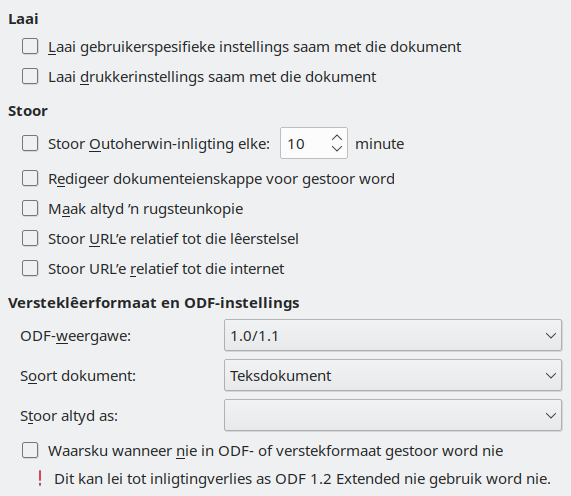 Laai
Laai gebruikerspesifieke instellings saam met die dokument
Laai drukkerinstellings saam met die dokument
Stoor
Stoor Outoherwin-inligting elke: 10 minute
Redigeer dokumenteienskappe voor gestoor word
Maak altyd ’n rugsteunkopie
Stoor URL’e relatief tot die lêerstelsel
Stoor URL’e relatief tot die internet
Versteklêerformaat en ODF-instellings
ODF-weergawe: 1.0/1.1
Soort dokument: Teksdokument
Stoor altyd as:
Waarsku wanneer nie in ODF- of verstekformaat gestoor word nie
! Dit kan lei tot inligtingverlies as ODF 1.2 Extended nie gebruik word nie.